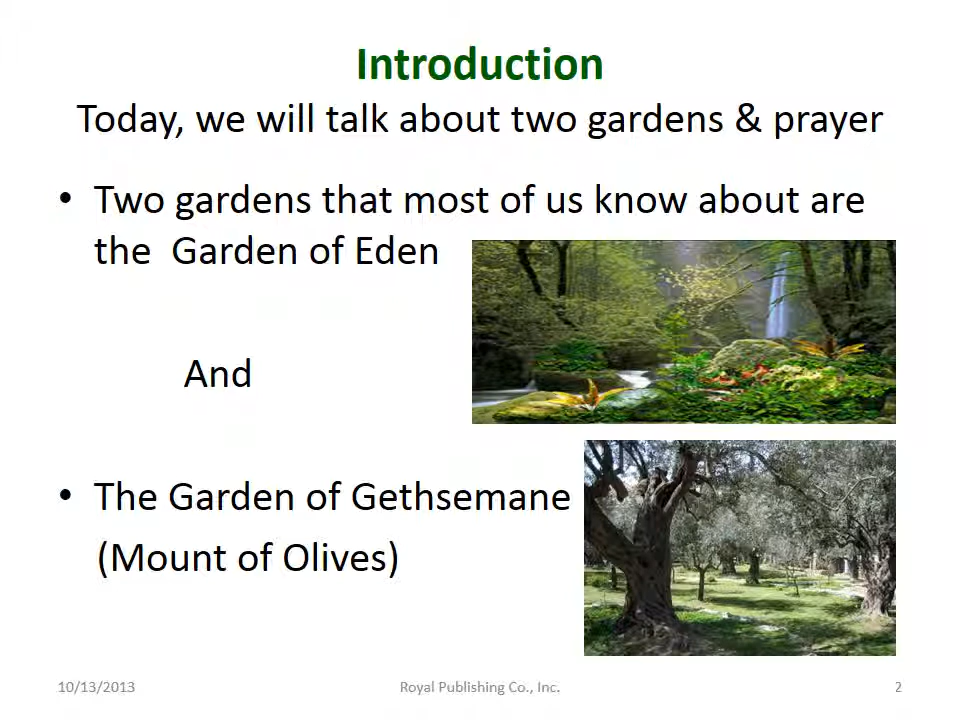 Introduction
Today, we will talk about two gardens & prayer
• Two gardens that most of us know about are
the  Garden of Eden
And
• The Garden of Gethsemane
(Mount of Olives)
10/13/2013
Royal Publishing Co., Inc.
2